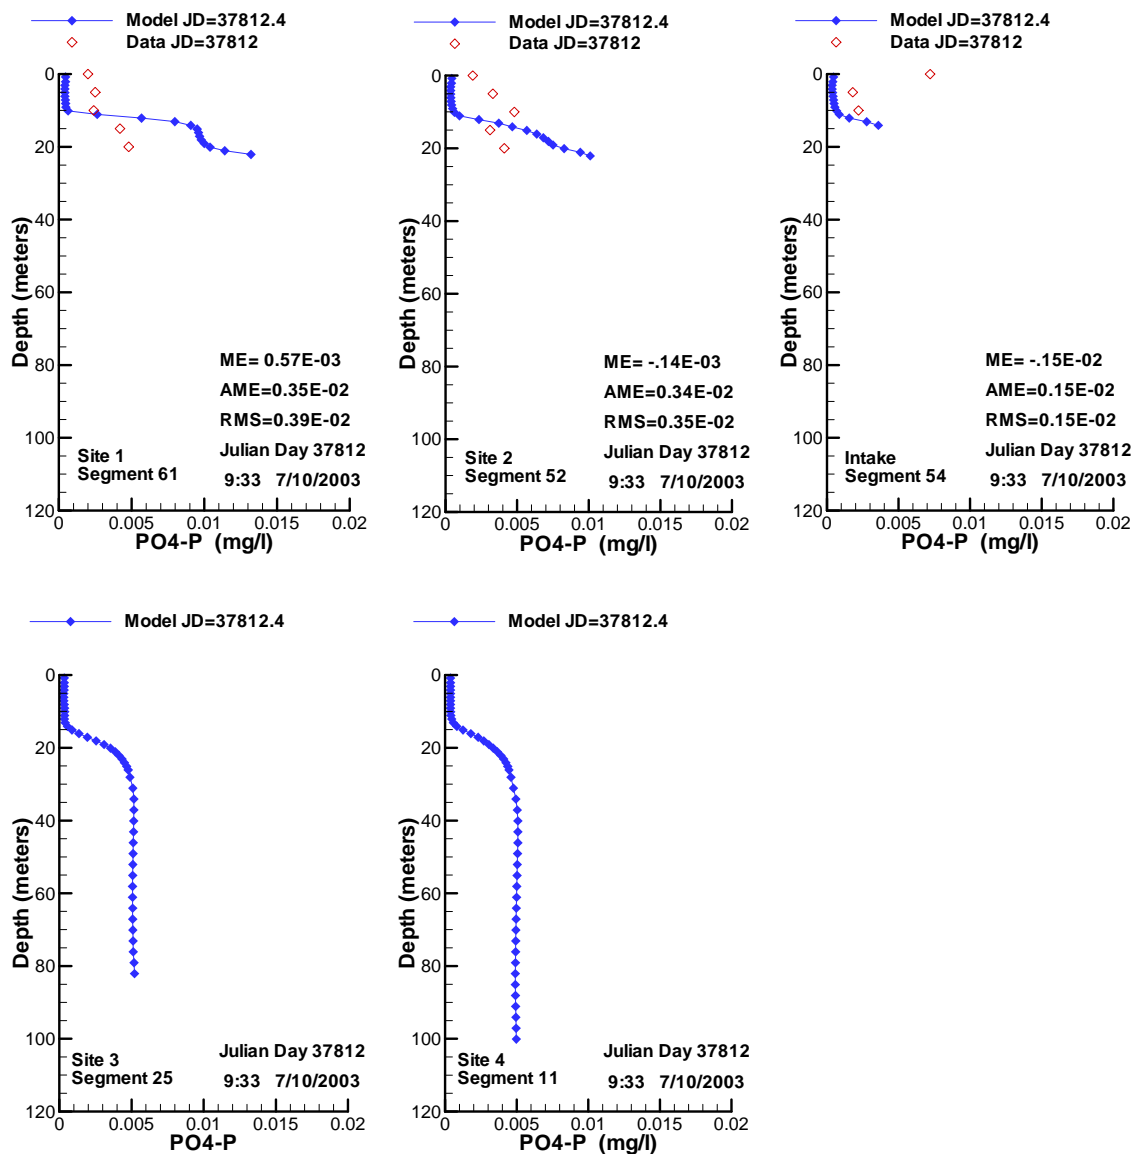 Model JD=37812.4
Data JD=37812
0
20
40
60
80
100
120
Depth (meters)
ME= 0.57E-03
AME=0.35E-02
RMS=0.39E-02
Julian Day 37812
9:33 7/10/2003
Site 1
Segment 61
0 0.005 0.01 0.015 0.02
PO4-P (mg/l)
Model JD=37812.4
Data JD=37812
0
20
40
60
80
100
120
Depth (meters)
ME= -.14E-03
AME=0.34E-02
RMS=0.35E-02
Julian Day 37812
9:33 7/10/2003
Site 2
Segment 52
0 0.005 0.01 0.015 0.02
PO4-P (mg/l)
Model JD=37812.4
Data JD=37812
0
20
40
60
80
100
120
Depth (meters)
ME= -.15E-02
AME=0.15E-02
RMS=0.15E-02
Julian Day 37812
9:33 7/10/2003
Intake
Segment 54
0 0.005 0.01 0.015 0.02
PO4-P (mg/l)
Model JD=37812.4
0
20
40
60
80
100
120
Depth (meters)
Julian Day 37812
9:33 7/10/2003
Site 3
Segment 25
0 0.005 0.01 0.015 0.02
PO4-P
Model JD=37812.4
0
20
40
60
80
100
120
Depth (meters)
Julian Day 37812
9:33 7/10/2003
Site 4
Segment 11
0 0.005 0.01 0.015 0.02
PO4-P (mg/l)